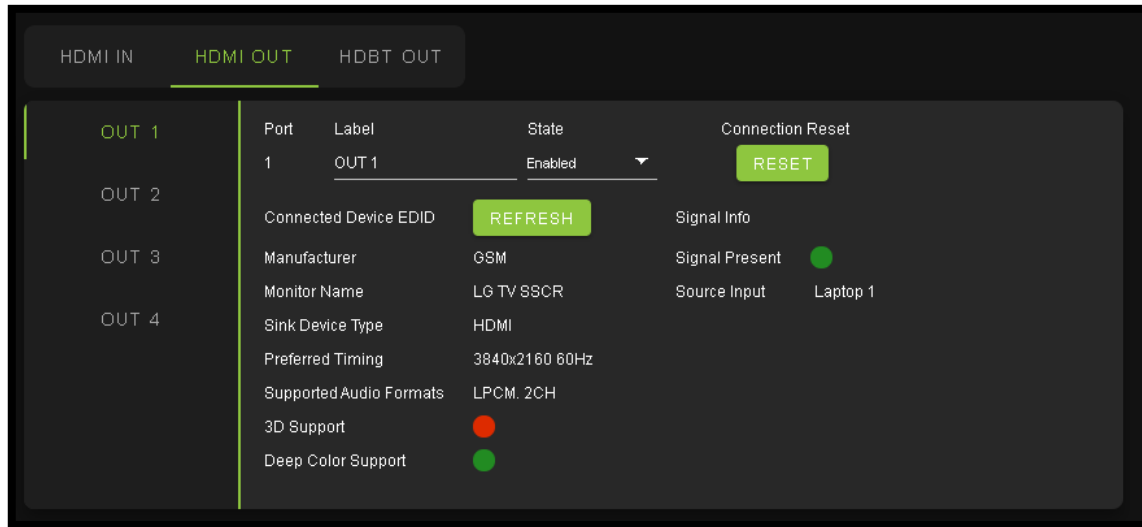 HDMI IN HDMI OUT HDBT OUT
OUT 1
OUT 2
OUT 3
OUT 4
Port Label State Connection Reset
1 OUT 1 Enabled RESET
Connected Device EDID REFRESH Signal Info
Manufacturer GSM Signal Present
Monitor Name LG TV SSCR Source Input Laptop 1
Sink Device Type HDMI
Preferred Timing 3840x2160 60Hz
Supported Audio Formats LPCM. 2CH
3D Support
Deep Color Support